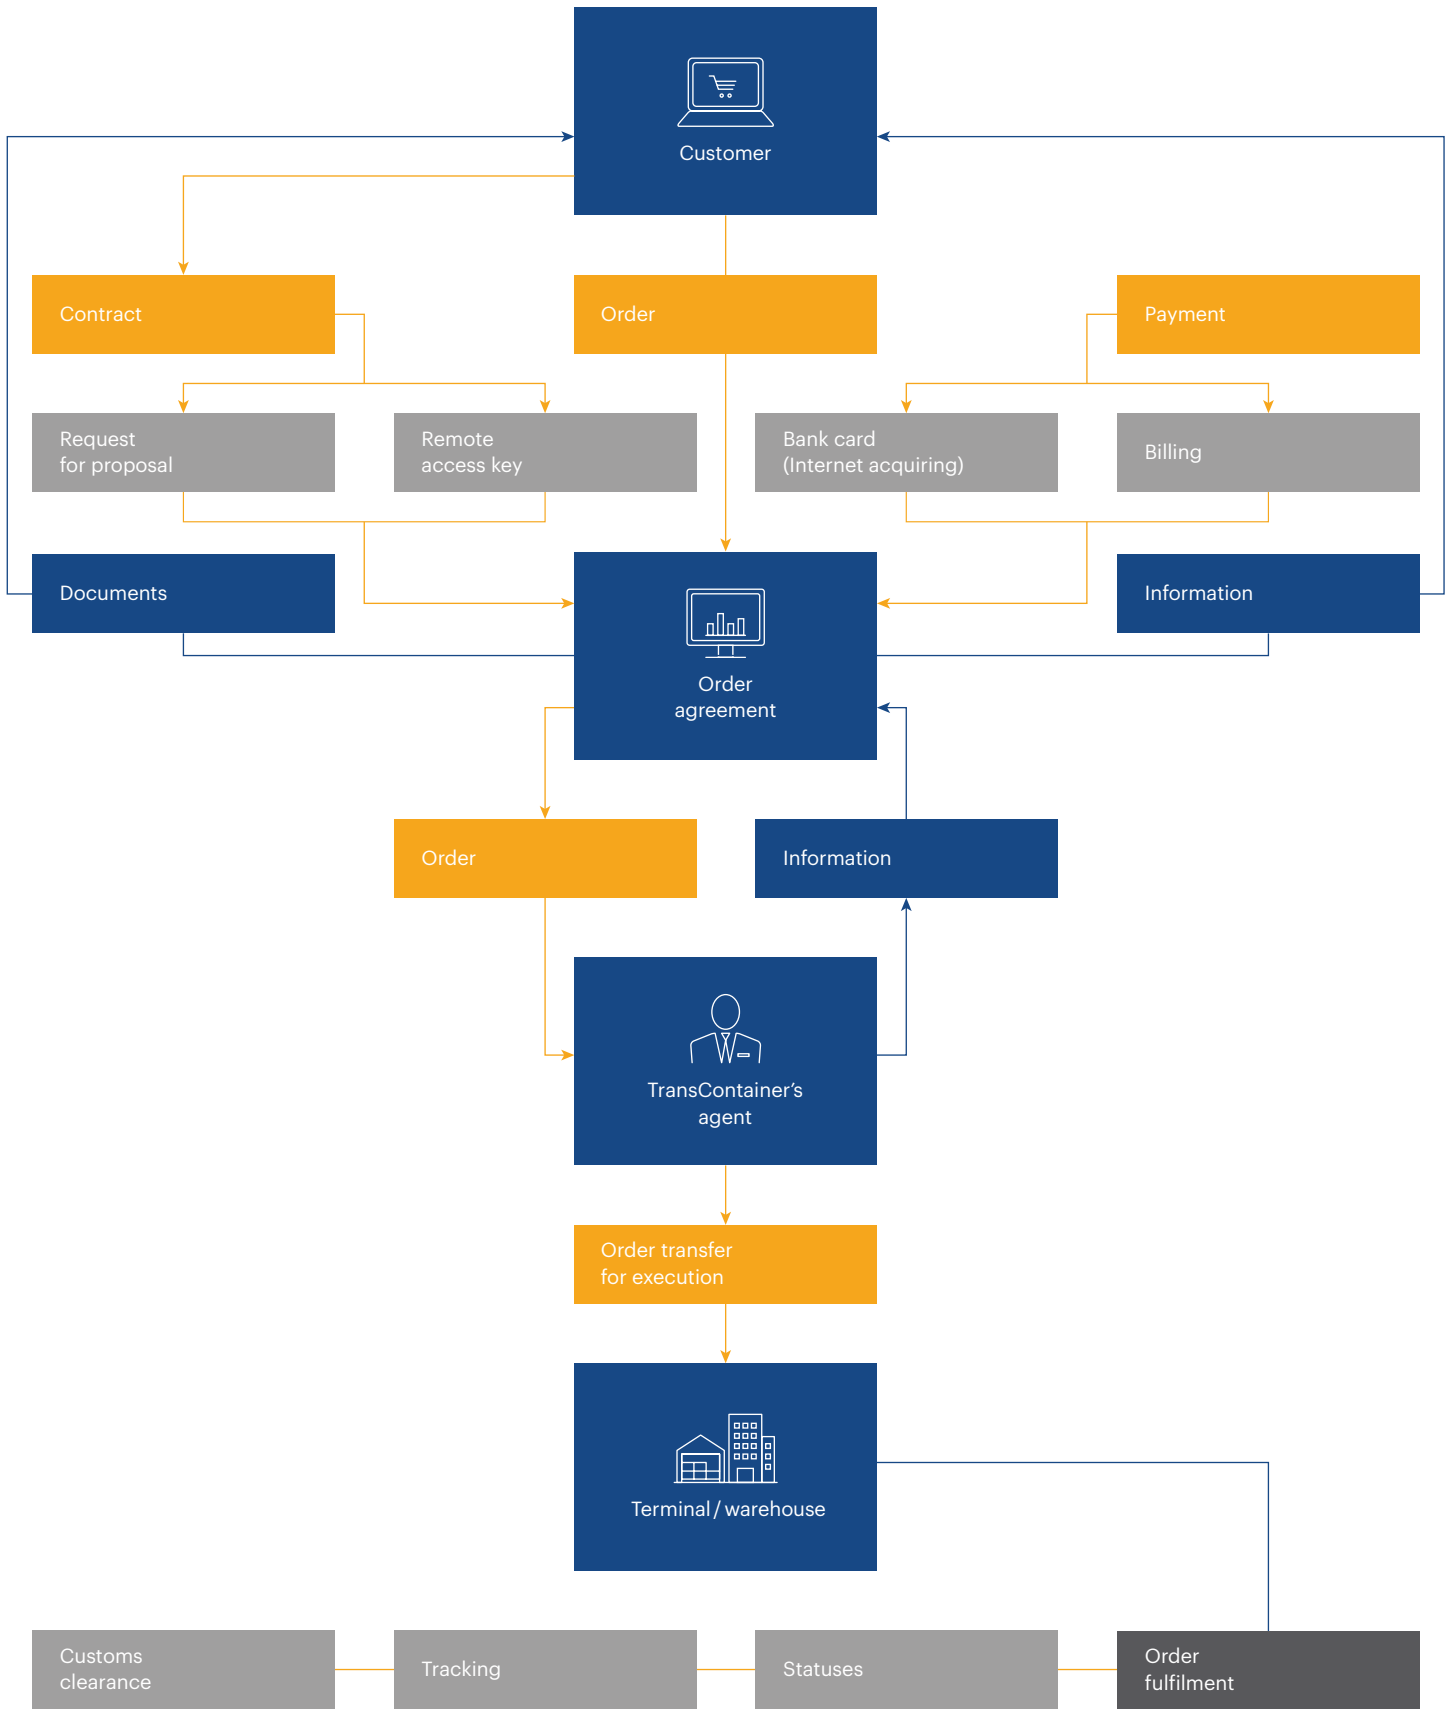 Customer
Contract
Order
Payment
Request
for proposal
Remote
access key
Bank card
(Internet acquiring)
Billing
Documents
Information
Order
agreement
Order
Information
TransContainer’s
agent
Order transfer
for execution
Terminal / warehouse
Customs
clearance
Tracking
Statuses
Order
fulfilment